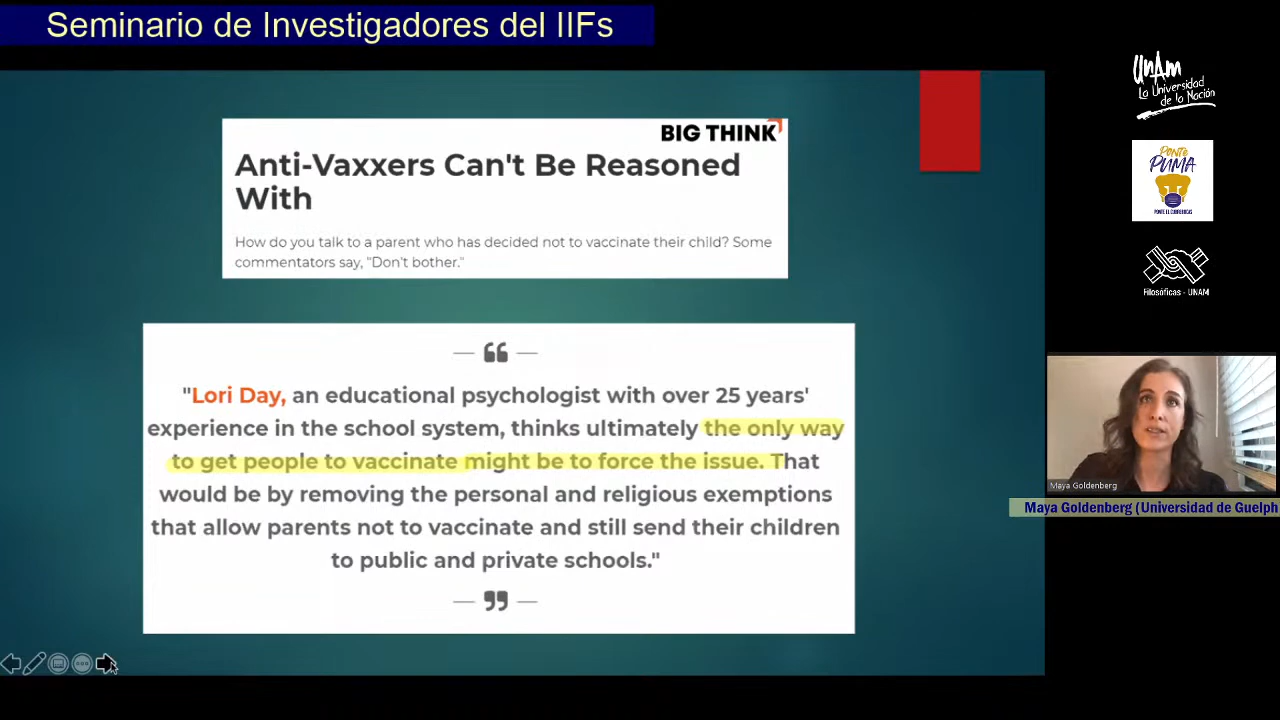 Seminario de Investigadores del IIFs
BIG THINK
Anti-Vaxxers Can't Be Reasoned
With
How do you talk to a parent who has decided not to vaccinate their child? Some
commentators say, "Don't bother."
"Lori Day, an educational psychologist with over 25 years'
experience in the school system, thinks ultimately the only way
to get people to vaccinate might be to force the issue. That
would be by removing the personal and religious exemptions
that allow parents not to vaccinate and still send their children
to public and private schools."
UnAm
La Universidad
de la Nación
PONTE
PUMA
PONTE EL CUBREBOCAS
Filosóficas - UNAM
Maya Goldenberg
Maya Goldenberg (Universidad de Guelph